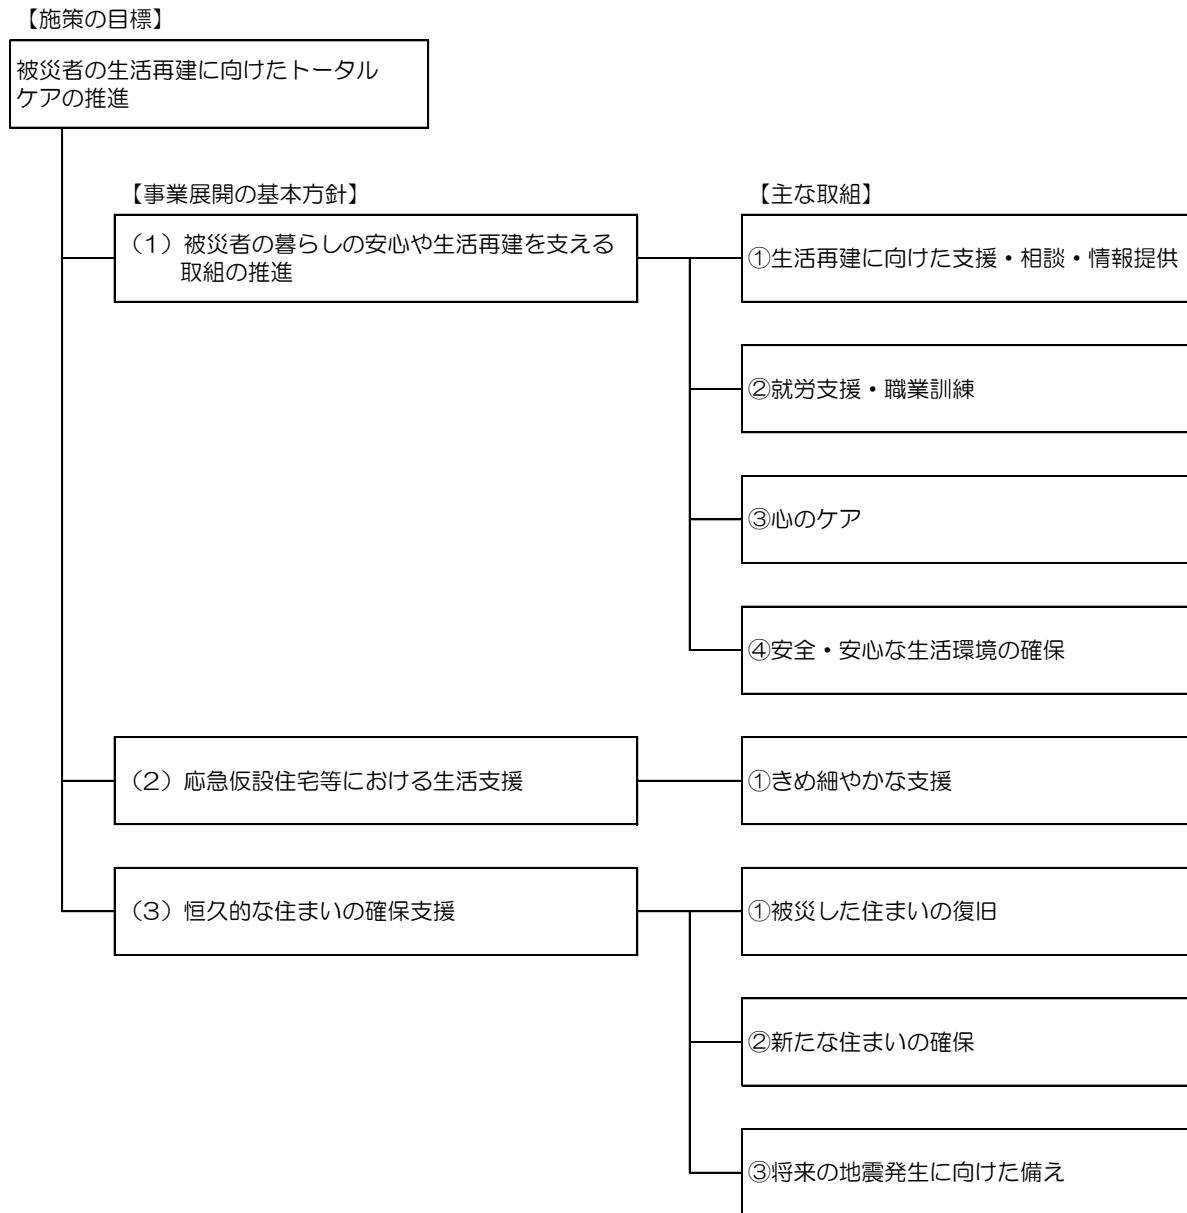 【施策の目標】
被災者の生活再建に向けたトータル
ケアの推進
【事業展開の基本方針】
【主な取組】
（1）被災者の暮らしの安心や生活再建を支える
取組の推進
①生活再建に向けた支援・相談・情報提供
②就労支援・職業訓練
③心のケア
④安全・安心な生活環境の確保
（2）応急仮設住宅等における生活支援
①きめ細やかな支援
（3）恒久的な住まいの確保支援
①被災した住まいの復旧
②新たな住まいの確保
③将来の地震発生に向けた備え